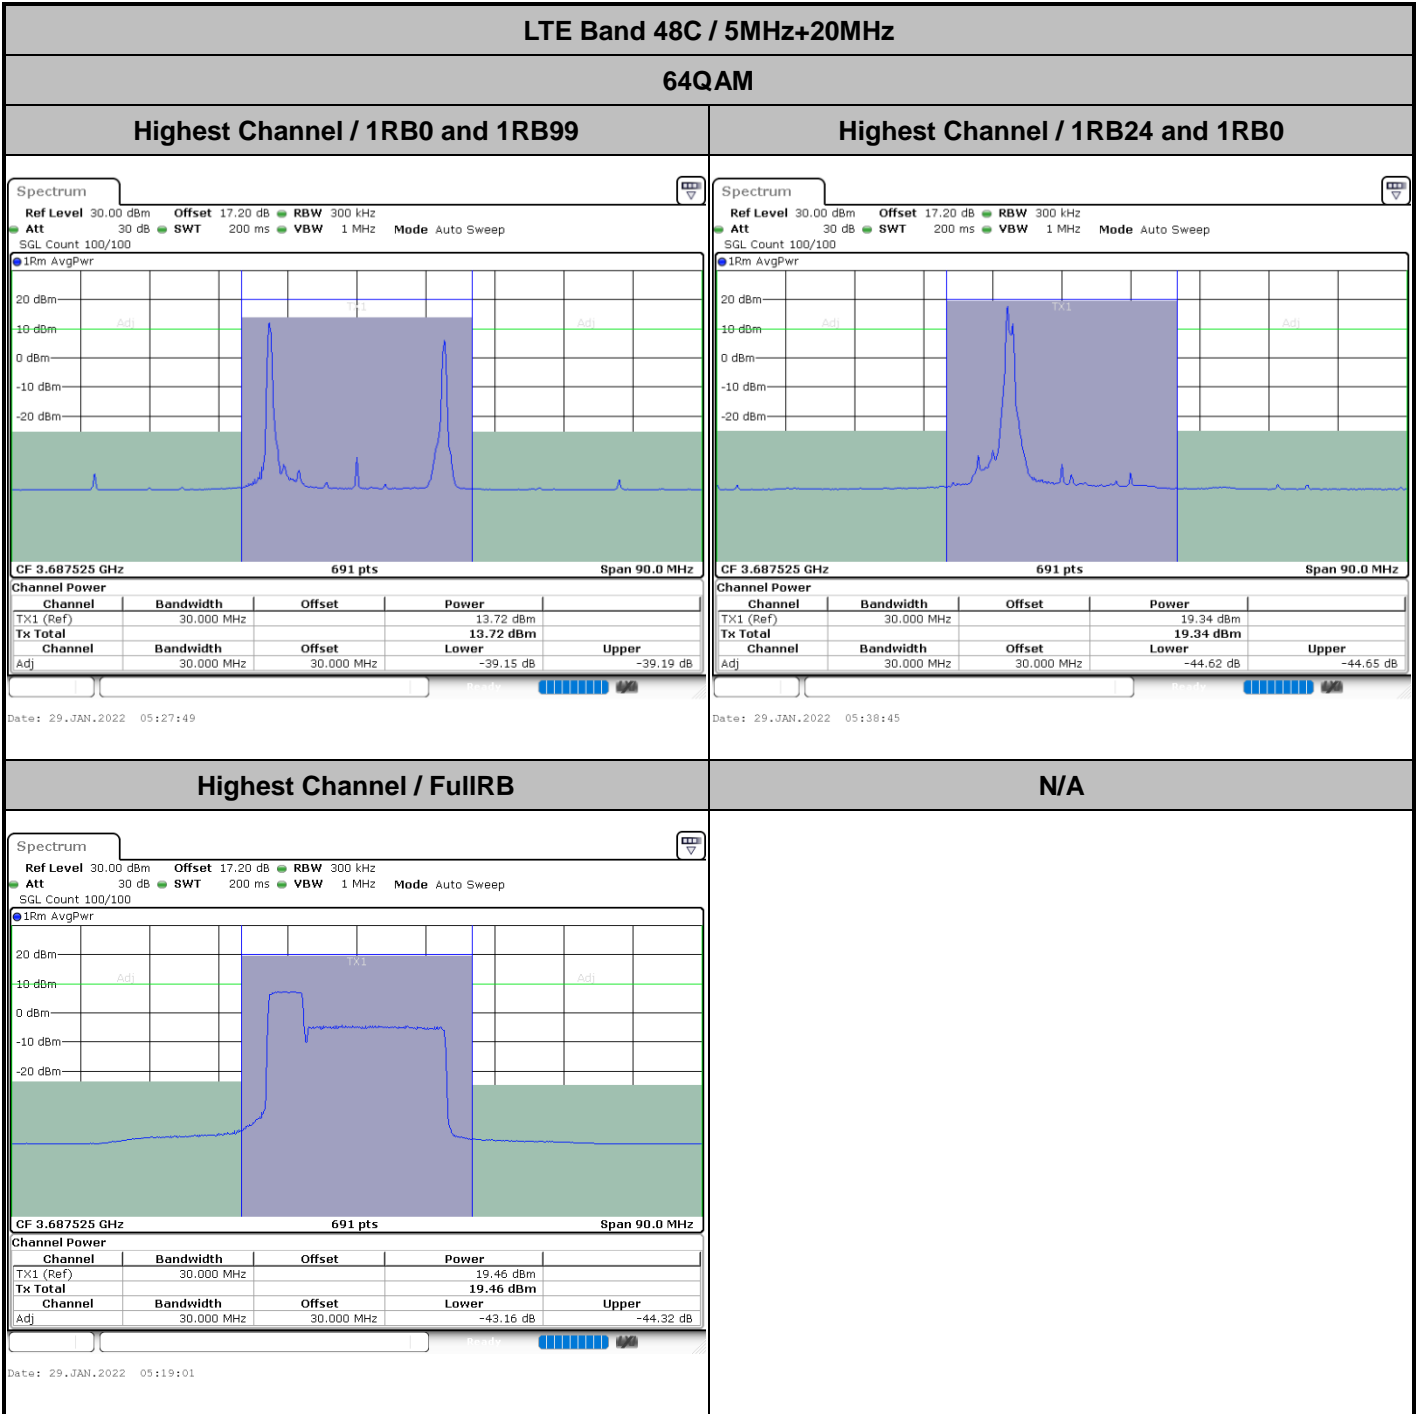 LTE Band 48C / 5MHz+20MHz
64QAM
Highest Channel / 1RB0 and 1RB99
Highest Channel / 1RB24 and 1RB0
Spectrum
Ref Level 30.00 dBm Offset 17.20 dB RBW 300 kHz
Att 30 dB SWT 200 ms VBW 1 MHz Mode Auto Sweep
SGL Count 100/100
1Rm AvgPwr
TX1
Adj Adj
20 dBm
10 dBm
0 dBm
-10 dBm
-20 dBm
CF 3.687525 GHz 691 pts Span 90.0 MHz
Channel Power
Channel Bandwidth Offset Power
TX1 (Ref) 30.000 MHz 13.72 dBm
Tx Total 13.72 dBm
Channel Bandwidth Offset Lower Upper
Adj 30.000 MHz 30.000 MHz -39.15 dB -39.19 dB
Ready
Date: 29.JAN.2022 05:27:49
Spectrum
Ref Level 30.00 dBm Offset 17.20 dB RBW 300 kHz
Att 30 dB SWT 200 ms VBW 1 MHz Mode Auto Sweep
SGL Count 100/100
1Rm AvgPwr
TX1
Adj Adj
20 dBm
10 dBm
0 dBm
-10 dBm
-20 dBm
CF 3.687525 GHz 691 pts Span 90.0 MHz
Channel Power
Channel Bandwidth Offset Power
TX1 (Ref) 30.000 MHz 19.34 dBm
Tx Total 19.34 dBm
Channel Bandwidth Offset Lower Upper
Adj 30.000 MHz 30.000 MHz -44.62 dB -44.65 dB
Ready
Date: 29.JAN.2022 05:38:45
Highest Channel / FullRB
N/A
Spectrum
Ref Level 30.00 dBm Offset 17.20 dB RBW 300 kHz
Att 30 dB SWT 200 ms VBW 1 MHz Mode Auto Sweep
SGL Count 100/100
1Rm AvgPwr
TX1
Adj Adj
20 dBm
10 dBm
0 dBm
-10 dBm
-20 dBm
CF 3.687525 GHz 691 pts Span 90.0 MHz
Channel Power
Channel Bandwidth Offset Power
TX1 (Ref) 30.000 MHz 19.46 dBm
Tx Total 19.46 dBm
Channel Bandwidth Offset Lower Upper
Adj 30.000 MHz 30.000 MHz -43.16 dB -44.32 dB
Ready
Date: 29.JAN.2022 05:19:01